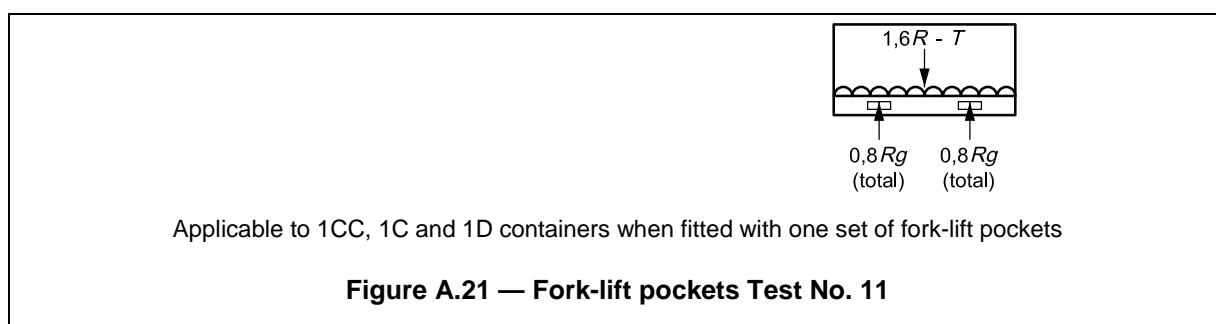 1,6R - T
0,8Rg 0,8Rg
(total) (total)
Applicable to 1CC, 1C and 1D containers when fitted with one set of fork-lift pockets
Figure A.21 — Fork-lift pockets Test No. 11